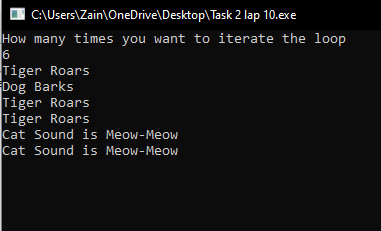 C:\Users\Zain\OneDrive\Desktop\Task 2 lap 10.exe
How many times you want to iterate the loop
6
Tiger Roars
Dog Barks
Tiger Roars
Tiger Roars
Cat Sound is Meow-Meow
Cat Sound is Meow-Meow